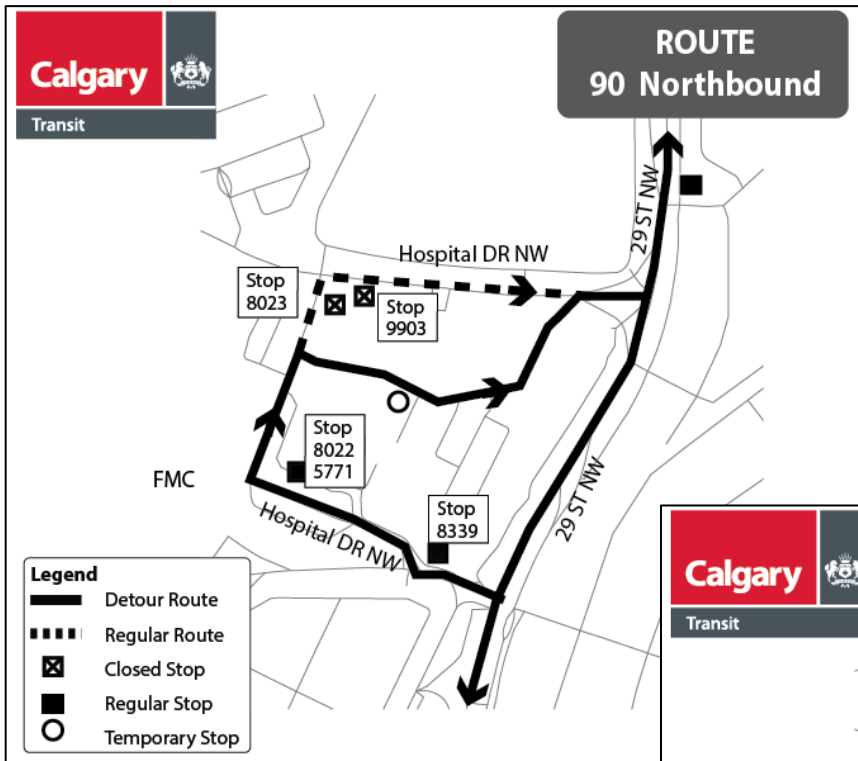 Calgary
Transit
ROUTE
90 Northbound
29 ST NW
Hospital DR NW
Stop
8023
Stop
9903
Stop
8022
5771
FMC
Stop
8339
Hospital DR NW
29 ST NW
Legend
Detour Route
Regular Route
Closed Stop
Regular Stop
Temporary Stop
Calgary
Transit